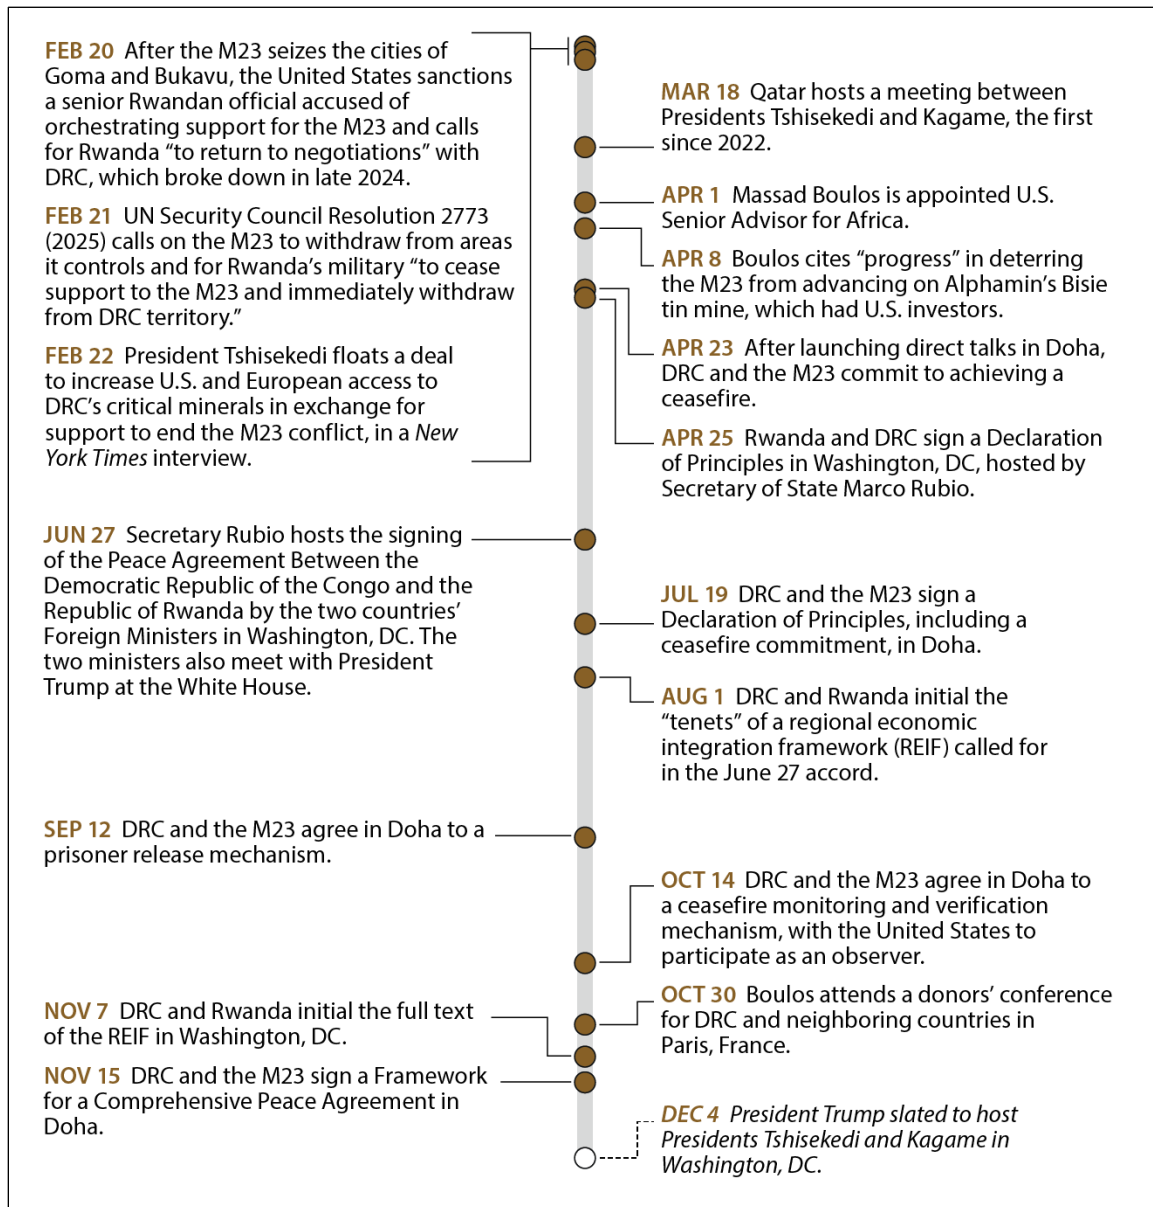 FEB 20 After the M23 seizes the cities of
Goma and Bukavu, the United States sanctions
a senior Rwandan official accused of
orchestrating support for the M23 and calls
for Rwanda “to return to negotiations” with
DRC, which broke down in late 2024.
FEB 21 UN Security Council Resolution 2773
(2025) calls on the M23 to withdraw from areas
it controls and for Rwanda’s military “to cease
support to the M23 and immediately withdraw
from DRC territory.”
FEB 22 President Tshisekedi floats a deal
to increase U.S. and European access to
DRC’s critical minerals in exchange for
support to end the M23 conflict, in a New
York Times interview.
MAR 18 Qatar hosts a meeting between
Presidents Tshisekedi and Kagame, the first
since 2022.
APR 1 Massad Boulos is appointed U.S.
Senior Advisor for Africa.
APR 8 Boulos cites “progress” in deterring
the M23 from advancing on Alphamin’s Bisie
tin mine, which had U.S. investors.
APR 23 After launching direct talks in Doha,
DRC and the M23 commit to achieving a
ceasefire.
APR 25 Rwanda and DRC sign a Declaration
of Principles in Washington, DC, hosted by
Secretary of State Marco Rubio.
JUN 27 Secretary Rubio hosts the signing
of the Peace Agreement Between the
Democratic Republic of the Congo and the
Republic of Rwanda by the two countries’
Foreign Ministers in Washington, DC. The
two ministers also meet with President
Trump at the White House.
JUL 19 DRC and the M23 sign a
Declaration of Principles, including a
ceasefire commitment, in Doha.
AUG 1 DRC and Rwanda initial the
“tenets” of a regional economic
integration framework (REIF) called for
in the June 27 accord.
SEP 12 DRC and the M23 agree in Doha to a
prisoner release mechanism.
OCT 14 DRC and the M23 agree in Doha to
a ceasefire monitoring and verification
mechanism, with the United States to
participate as an observer.
OCT 30 Boulos attends a donors’ conference
for DRC and neighboring countries in
Paris, France.
NOV 7 DRC and Rwanda initial the full text
of the REIF in Washington, DC.
NOV 15 DRC and the M23 sign a Framework
for a Comprehensive Peace Agreement in
Doha.
DEC 4 President Trump slated to host
Presidents Tshisekedi and Kagame in
Washington, DC.